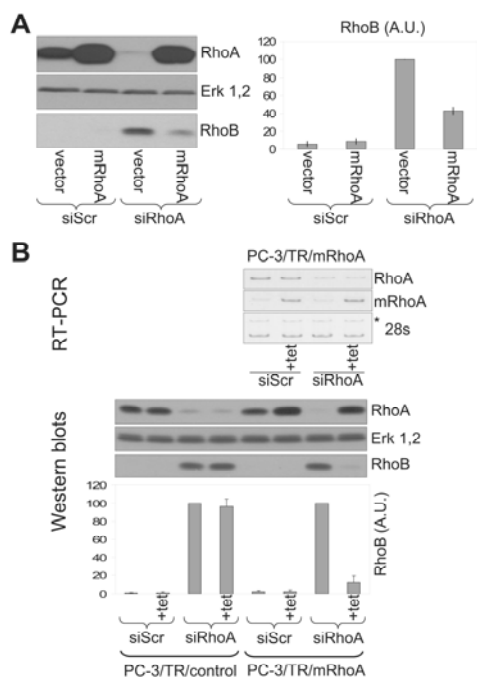 A
RhoA
Erk 1,2
RhoB
vector
mRhoA
vector
mRhoA
siScr
siRhoA
RhoB (A.U.)
120
100
80
60
40
20
0
vector
mRhoA
vector
mRhoA
siScr
siRhoA
B
RT-PCR
PC-3/TR/mRhoA
RhoA
mRhoA
* 28s
+tet
+tet
siScr
siRhoA
Western blots
RhoA
Erk 1,2
RhoB
120
100
80
60
40
20
0
RhoB (A.U.)
+tet
+tet
+tet
+tet
siScr
siRhoA
siScr
siRhoA
PC-3/TR/control
PC-3/TR/mRhoA